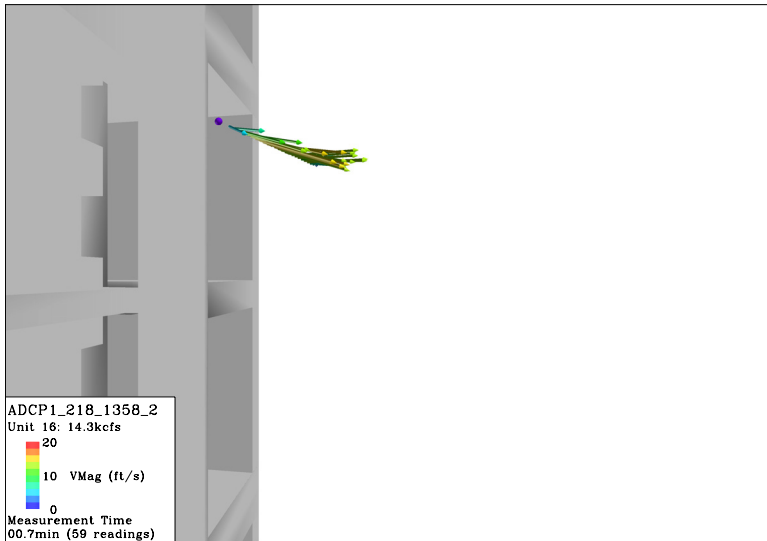 ADCP1_218_1358_2
Unit 16: 14.3kcfs
20
10 VMag (ft/s)
0
Measurement Time
00.7min (59 readings)